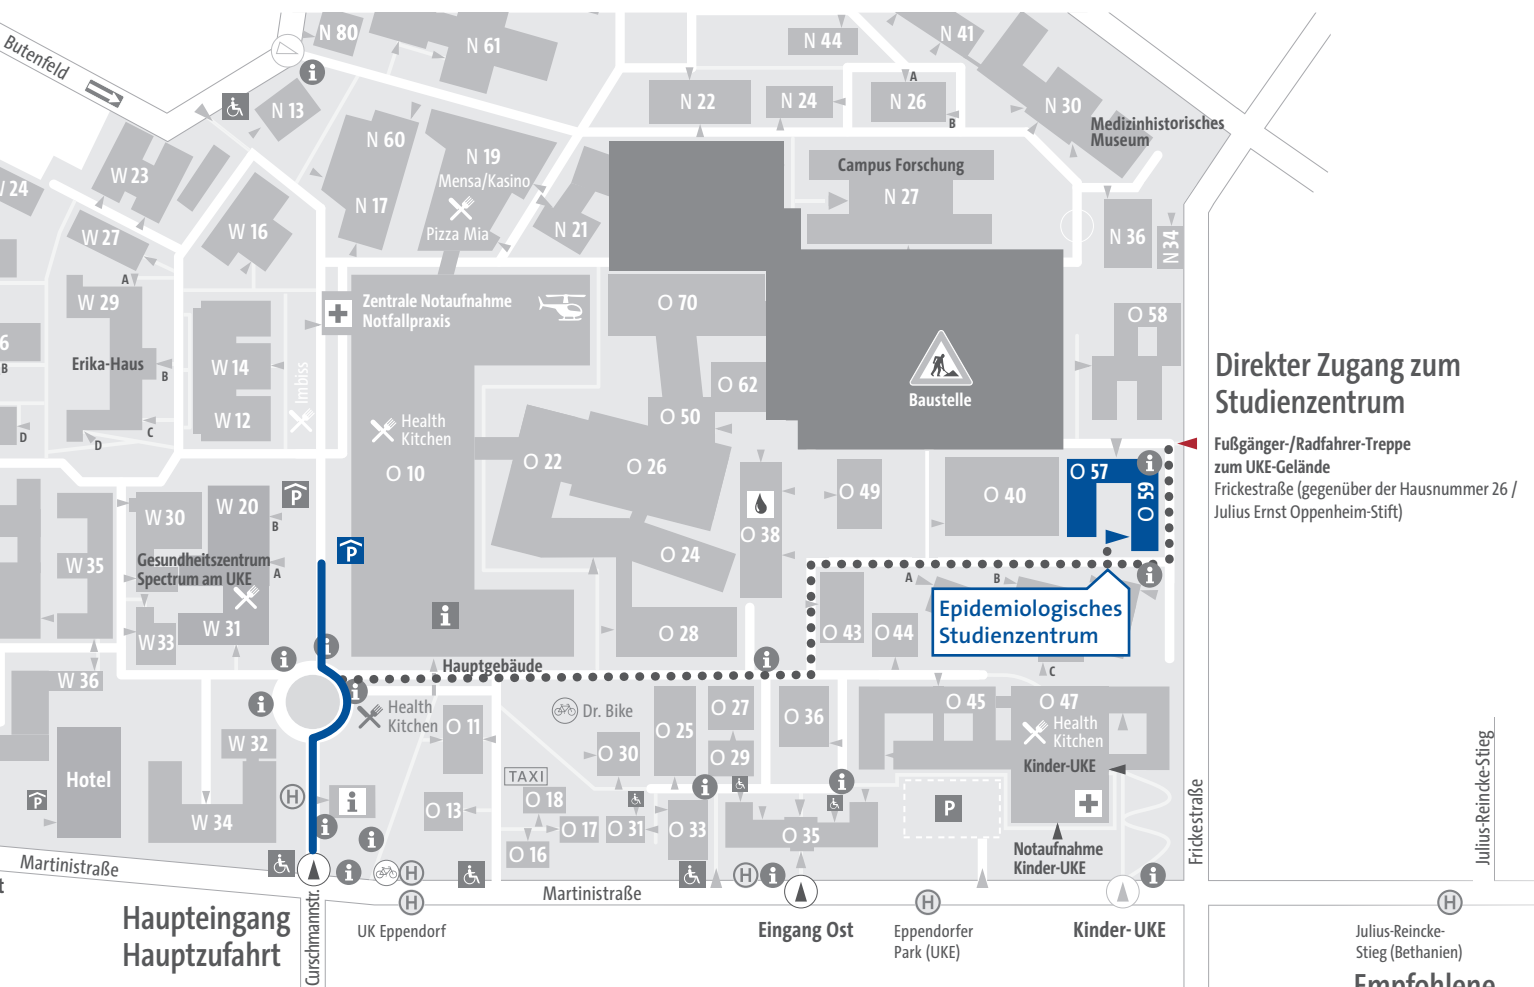 Butenfeld
N 80
N 61
N 44
N 41
N 13
N 22
N 24
N 26
A
B
N 30
Medizinhistorisches
Museum
N 60
N 19
Mensa/Kasino
N 17
Pizza Mia
N 21
Campus Forschung
N 27
N 36
N 34
W 23
W 27
W 16
A
W 29
Erika-Haus
B
C
D
B
D
W 14
W 12
Imbiss
Zentrale Notaufnahme
Notfallpraxis
O 70
O 62
O 50
Baustelle
O 58
Health
Kitchen
O 10
O 22
O 26
O 24
O 28
O 38
O 49
O 40
O 57
O 59
i
Direkter Zugang zum
Studienzentrum
Fußgänger-/Radfahrer-Treppe
zum UKE-Gelände
Frickestraße (gegenüber der Hausnummer 26 /
Julius Ernst Oppenheim-Stift)
W 30
W 20
P
B
Gesundheitszentrum
Spectrum am UKE
A
W 35
W 31
W 33
W 36
P
i
Hauptgebäude
A
B
C
Epidemiologisches
Studienzentrum
O 43
O 44
O 45
O 47
Health
Kitchen
Kinder-UKE
Notaufnahme
Kinder-UKE
P
Health
Kitchen
O 11
Dr. Bike
O 25
O 27
O 29
O 30
O 36
W 32
Hotel
P
W 34
H
i
O 13
TAXI
O 18
O 17
O 16
O 31
O 33
O 35
Martinistraße
Martinistraße
Curschmannstr.
Frickestraße
Julius-Reincke-Stieg
Haupteingang
Hauptzufahrt
H
H
UK Eppendorf
H
Eingang Ost
H
Eppendorfer
Park (UKE)
Kinder-UKE
H
Julius-Reincke-
Stieg (Bethanien)
Empfohlene